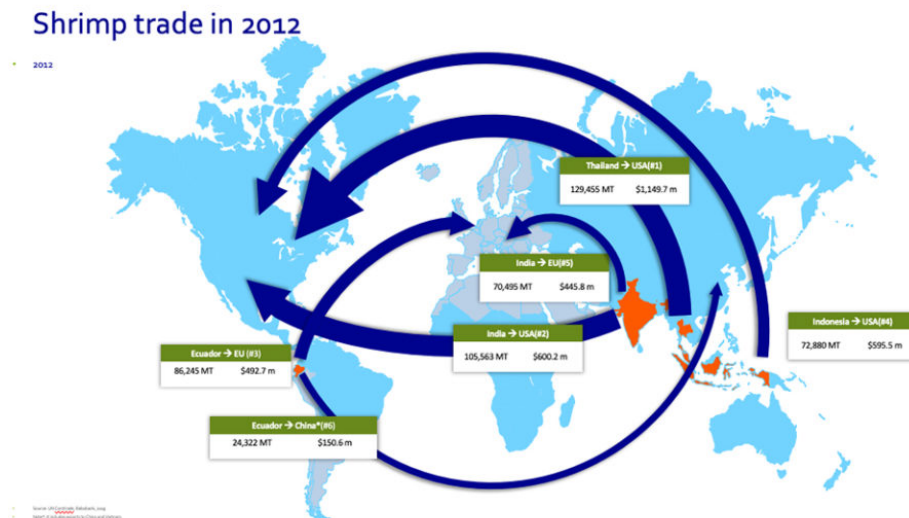 Shrimp trade in 2012
2012
Thailand → USA(#1)
129,455 MT $1,149.7 m
India → EU(#5)
70,495 MT $445.8 m
Indonesia → USA(#4)
72,880 MT $595.5 m
India → USA(#2)
105,563 MT $600.2 m
Ecuador → EU (#3)
86,245 MT $492.7 m
Ecuador → China*(#6)
24,322 MT $150.6 m